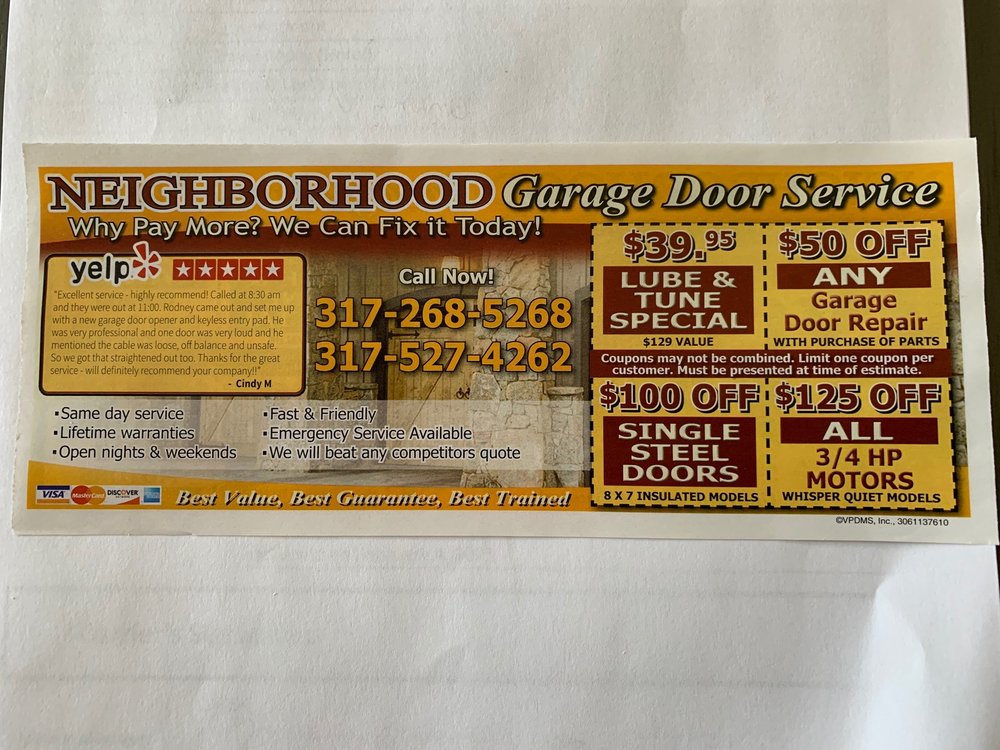 NEIGHBORHOOD Garage Door Service
Why Pay More? We Can Fix it Today!
yelp
"Excellent service - highly recommend! Called at 8:30 am
and they were out at 11:00. Rodney came out and set me up
with a new garage door opener and keyless entry pad. He
was very professional and one door was very loud and he
mentioned the cable was loose, off balance and unsafe.
So we got that straightened out too. Thanks for the great
service - will definitely recommend your company!!"
- Cindy M
Call Now!
317-268-5268
317-527-4262
▪Same day service
▪Lifetime warranties
▪Open nights & weekends
▪Fast & Friendly
▪Emergency Service Available
▪We will beat any competitors quote
VISA MasterCard DISCOVER
Best Value, Best Guarantee, Best Trained
$39.95
LUBE &
TUNE
SPECIAL
$129 VALUE
$50 OFF
ANY
Garage
Door Repair
WITH PURCHASE OF PARTS
Coupons may not be combined. Limit one coupon per
customer. Must be presented at time of estimate.
$100 OFF
SINGLE
STEEL
DOORS
8 X 7 INSULATED MODELS
$125 OFF
ALL
3/4 HP
MOTORS
WHISPER QUIET MODELS
©VPDMS, Inc., 3061137610